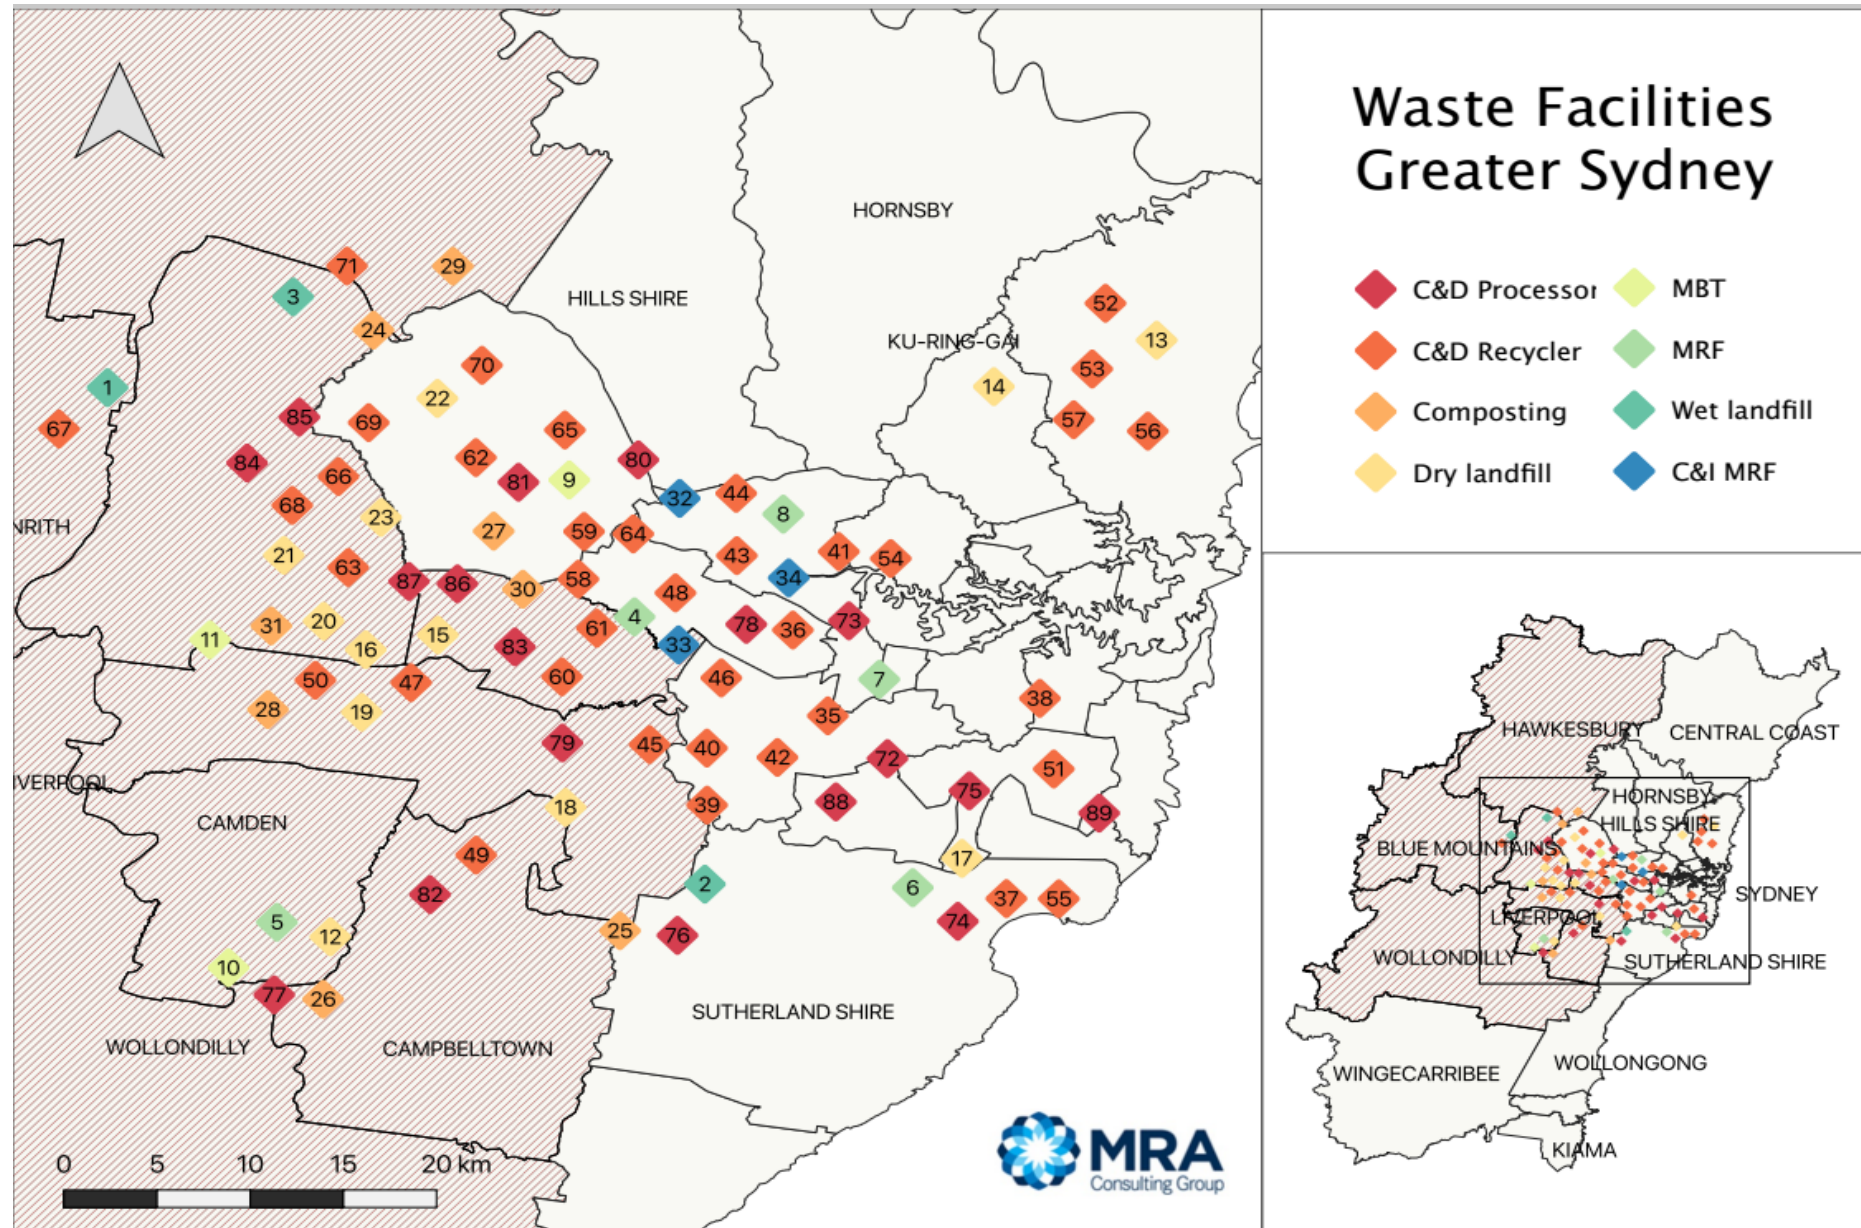 Waste Facilities
Greater Sydney
C&D Processor
MBT
C&D Recycler
MRF
Composting
Wet landfill
Dry landfill
C&I MRF
HORNSBY
71
29
3
HILLS SHIRE
52
24
KU-RING-GAI
13
70
53
1
14
22
85
69
57
67
65
56
62
80
84
66
81
9
32
44
68
8
23
NRITH
27
59
64
41
21
43
54
63
34
87
86
30
58
48
4
31
20
61
78
36
73
11
15
16
83
33
50
47
60
46
7
28
19
35
38
79
45
40
42
72
51
IVERPOOL
75
88
18
39
89
CAMDEN
49
17
82
2
6
37
55
5
12
25
76
74
10
77
26
SUTHERLAND SHIRE
WOLLONDILLY
CAMPBELLTOWN
0 5 10 15 20 km
MRA
Consulting Group
HAWKESBURY
CENTRAL COAST
HORNSBY
HILLS SHIRE
BLUE MOUNTAINS
SYDNEY
LIVERPOOL
WOLLONDILLY
SUTHERLAND SHIRE
WOLLONGONG
WINGECARRIBEE
KIAMA